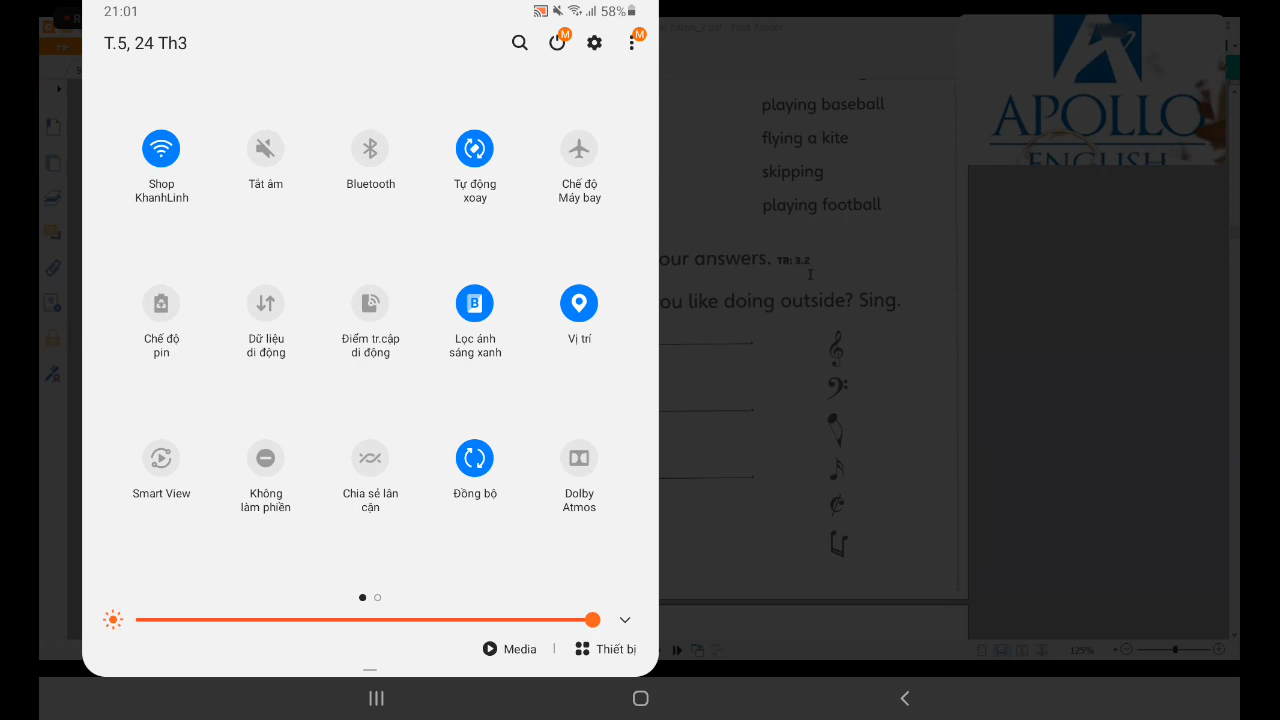 21:01
58%
T.5, 24 Th3
M
M
Shop
KhanhLinh
Tắt âm
Bluetooth
Tự động
xoay
Chế độ
Máy bay
Chế độ
pin
Dữ liệu
di động
Điểm tr.cập
di động
Lọc ánh
sáng xanh
Vị trí
Smart View
Không
làm phiền
Chia sẻ lân
cận
Đồng bộ
Dolby
Atmos
Media
Thiết bị
playing baseball
flying a kite
skipping
playing football
our answers. TR: 3.2
ou like doing outside? Sing.
125%
APOLLO
ENGLISH